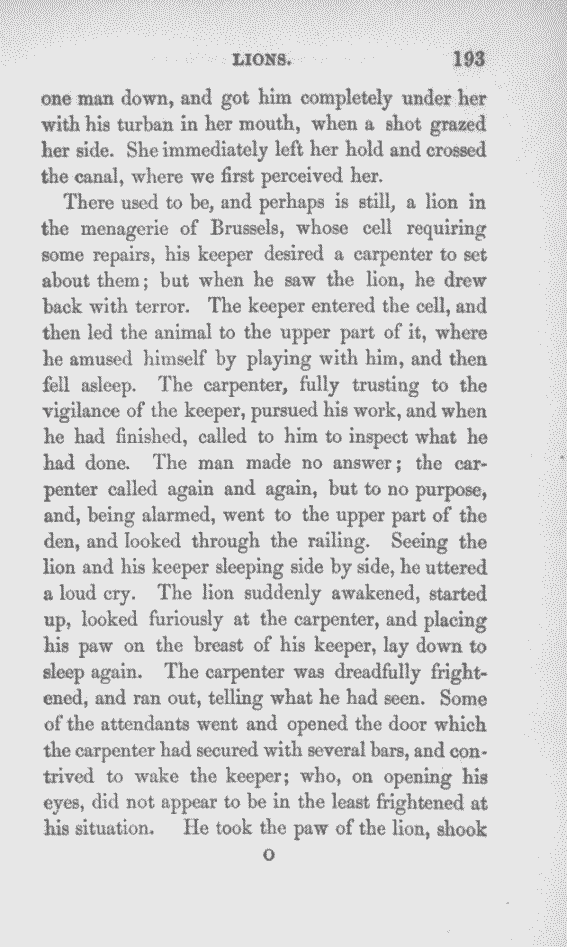 LIONS. 193
one man down, and got him completely under her
with his turban in her mouth, when a shot grazed
her side. She immediately left her hold and crossed
the canal, where we first perceived her.
There used to be, and perhaps is still, a lion in
the menagerie of Brussels, whose cell requiring
some repairs, his keeper desired a carpenter to set
about them; but when he saw the lion, he drew
back with terror. The keeper entered the cell, and
then led the animal to the upper part of it, where
he amused himself by playing with him, and then
fell asleep. The carpenter, fully trusting to the
vigilance of the keeper, pursued his work, and when
he had finished, called to him to inspect what he
had done. The man made no answer; the car-
penter called again and again, but to no purpose,
and, being alarmed, went to the upper part of the
den, and looked through the railing. Seeing the
lion and his keeper sleeping side by side, he uttered
a loud cry. The lion suddenly awakened, started
up, looked furiously at the carpenter, and placing
his paw on the breast of his keeper, lay down to
sleep again. The carpenter was dreadfully fright-
ened, and ran out, telling what he had seen. Some
of the attendants went and opened the door which
the carpenter had secured with several bars, and con-
trived to wake the keeper; who, on opening his
eyes, did not appear to be in the least frightened at
his situation. He took the paw of the lion, shook
O